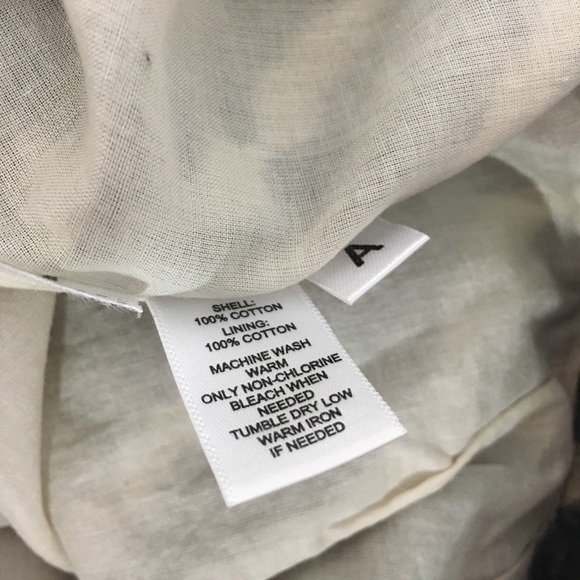 A
SHELL:
100% COTTON
LINING:
100% COTTON
MACHINE WASH
WARM
ONLY NON-CHLORINE
BLEACH WHEN
NEEDED
TUMBLE DRY LOW
WARM IRON
IF NEEDED